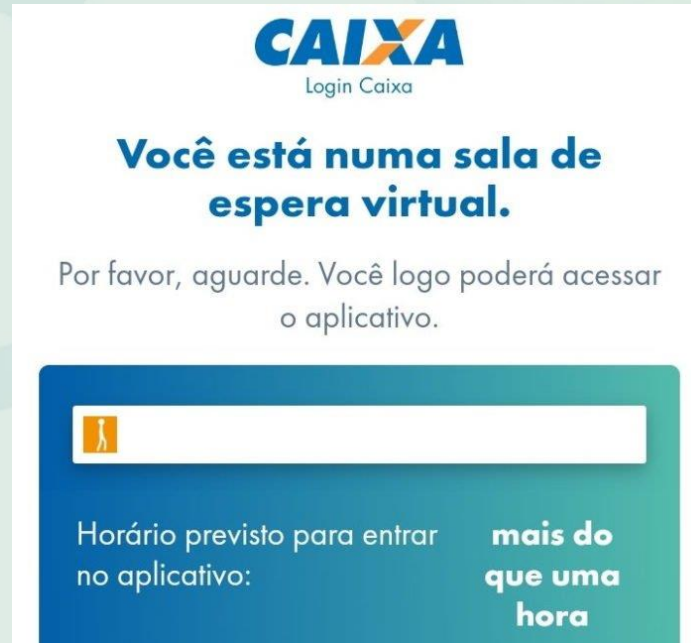 CAIXA
Login Caixa
Você está numa sala de
espera virtual.
Por favor, aguarde. Você logo poderá acessar
o aplicativo.
Horário previsto para entrar
no aplicativo:
mais do
que uma
hora